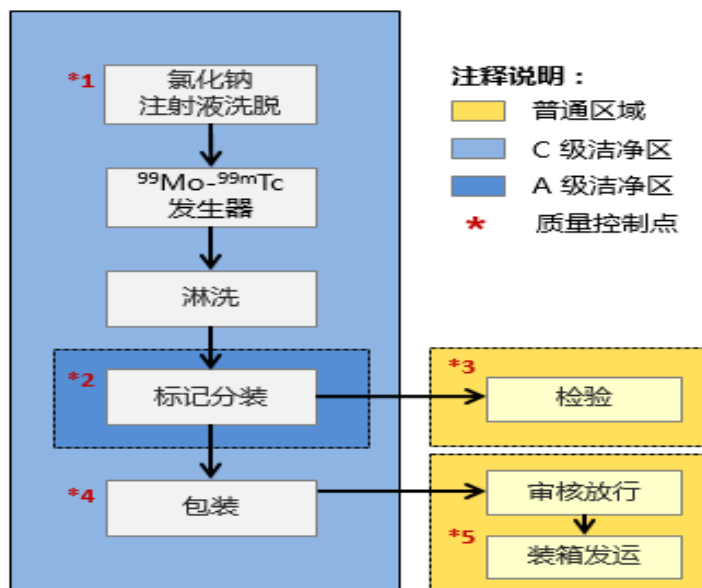 *1
氯化钠
注射液洗脱
⁹⁹Mo-⁹⁹ᵐTc
发生器
淋洗
*2
标记分装
*4
包装
注释说明：
普通区域
C 级洁净区
A 级洁净区
* 质量控制点
*3
检验
审核放行
*5
装箱发运